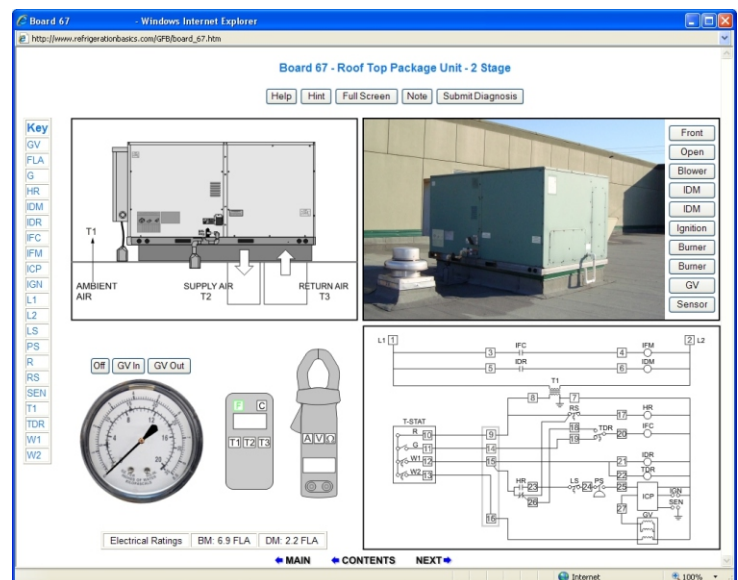 Board 67 - Windows Internet Explorer
http://www.refrigerationbasics.com/GFB/board_67.htm
Board 67 - Roof Top Package Unit - 2 Stage
Help Hint Full Screen Note Submit Diagnosis
Key
GV
FLA
G
HR
IDM
IDR
IFC
IFM
ICP
IGN
L1
L2
LS
PS
R
RS
SEN
T1
TDR
W1
W2
T1
AMBIENT AIR
SUPPLY AIR T2
RETURN AIR T3
Front
Open
Blower
IDM
IDM
Ignition
Burner
Burner
GV
Sensor
Off GV In GV Out
4 8 12 16 20
F C
T1 T2 T3
A V Ω
L1 1 2 L2
3 IFC 4 IFM
5 IDR 6 IDM
T1
8 7
RS 17 HR
T-STAT
R 10 9
18 TDR 20 IFC
G 11 14 19
W1 12 15
21 IDR
W2 13
22 TDR
HR 23 LS 24 PS 25 ICP IGN
26 SEN
27
16 GV
Electrical Ratings BM: 6.9 FLA DM: 2.2 FLA
MAIN CONTENTS NEXT
Internet 100%